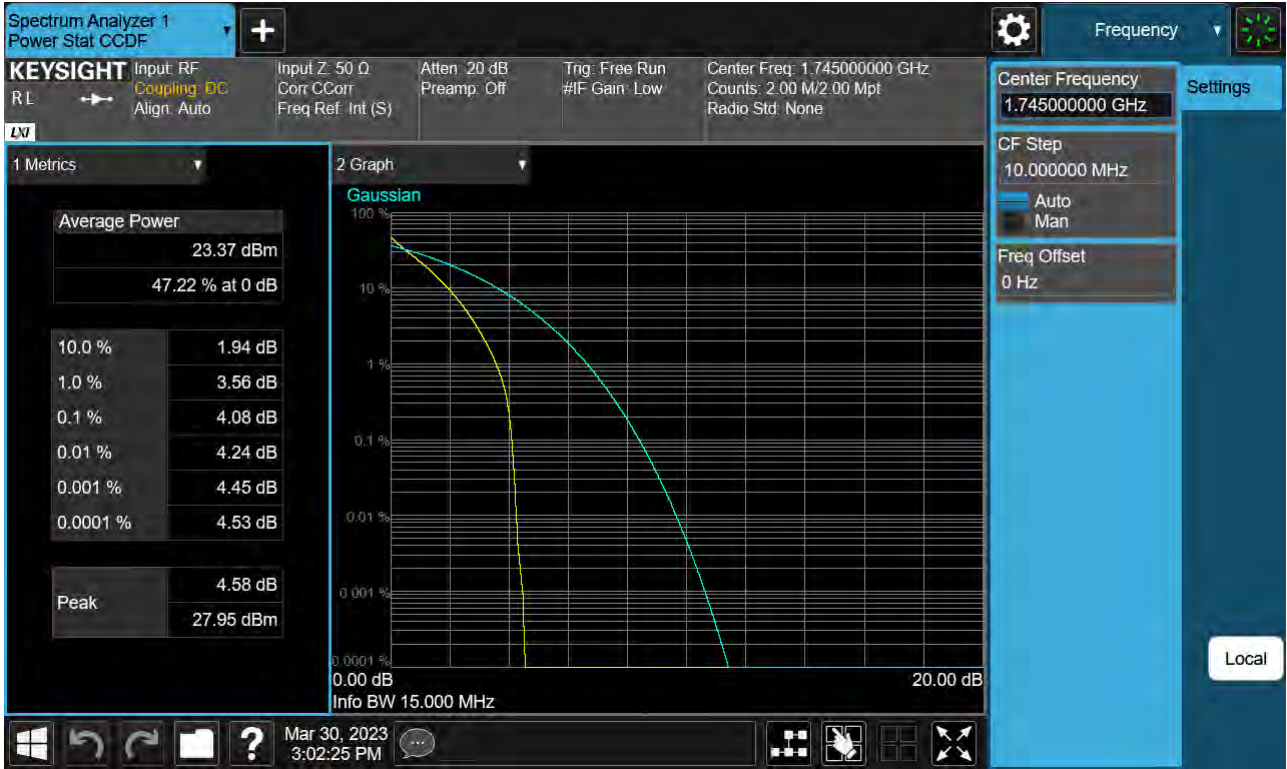 Spectrum Analyzer 1
Power Stat CCDF
Frequency
KEYSIGHT
Input: RF
Coupling: DC
Align: Auto
Input Z: 50 Ω
Corr CCorr
Freq Ref: Int (S)
Atten: 20 dB
Preamp: Off
Trig: Free Run
#IF Gain: Low
Center Freq: 1.745000000 GHz
Counts: 2.00 M/2.00 Mpt
Radio Std: None
R L
LXI
1 Metrics
Average Power
23.37 dBm
47.22 % at 0 dB
10.0 % 1.94 dB
1.0 % 3.56 dB
0.1 % 4.08 dB
0.01 % 4.24 dB
0.001 % 4.45 dB
0.0001 % 4.53 dB
Peak
4.58 dB
27.95 dBm
2 Graph
Gaussian
100 %
10 %
1 %
0.1 %
0.01 %
0.001 %
0.0001 %
0.00 dB
20.00 dB
Info BW 15.000 MHz
Center Frequency
1.745000000 GHz
CF Step
10.000000 MHz
Auto
Man
Freq Offset
0 Hz
Settings
Local
Mar 30, 2023
3:02:25 PM